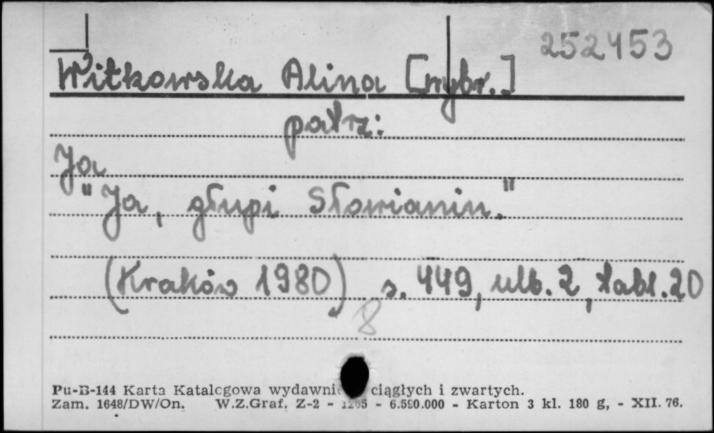 252453
Witkowska Alina [wybr.]
patrz:
Ja
"Ja, głupi Słowianin."
(Kraków 1980) s. 449, ulb. 2, tabl. 20
8
Pu-B-144 Karta Katalogowa wydawni ciągłych i zwartych.
Zam. 1648/DW/On. W.Z.Graf. Z-2 - - 6.590.000 - Karton 3 kl. 180 g, - XII. 76.